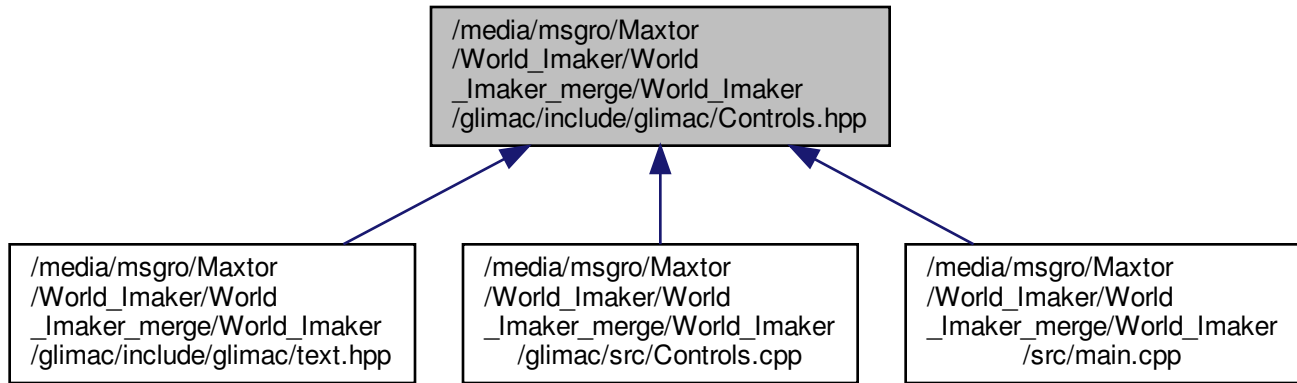 /media/msgro/Maxtor
/World_Imaker/World
_Imaker_merge/World_Imaker
/glimac/include/glimac/Controls.hpp
/media/msgro/Maxtor
/World_Imaker/World
_Imaker_merge/World_Imaker
/glimac/include/glimac/text.hpp
/media/msgro/Maxtor
/World_Imaker/World
_Imaker_merge/World_Imaker
/glimac/src/Controls.cpp
/media/msgro/Maxtor
/World_Imaker/World
_Imaker_merge/World_Imaker
/src/main.cpp